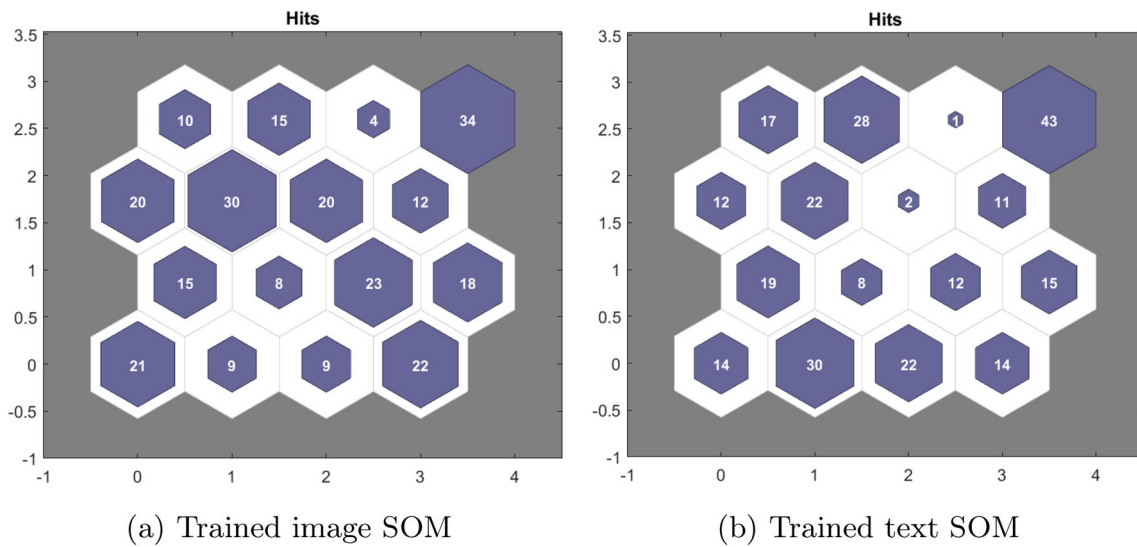 Hits
3.5
3
2.5
2
1.5
1
0.5
0
-0.5
-1
10 15 4 34
20 30 20 12
15 8 23 18
21 9 9 22
-1 0 1 2 3 4
(a) Trained image SOM
Hits
3.5
3
2.5
2
1.5
1
0.5
0
-0.5
-1
17 28 1 43
12 22 2 11
19 8 12 15
14 30 22 14
-1 0 1 2 3 4
(b) Trained text SOM